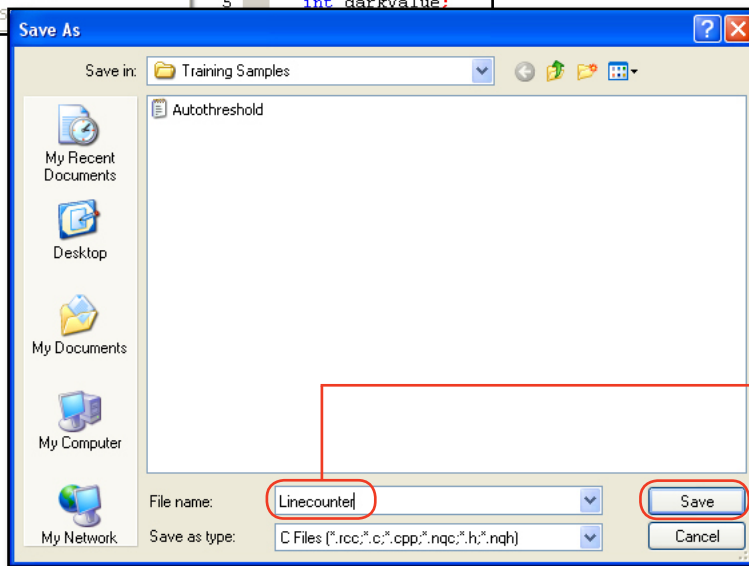 5 int darkvalue;
Save As
Save in: Training Samples
Autothreshold
My Recent
Documents
Desktop
My Documents
My Computer
My Network
File name: Linecounter
Save
Save as type: C Files (*.rcc;*.c;*.cpp;*.nqc;*.h;*.nqh)
Cancel